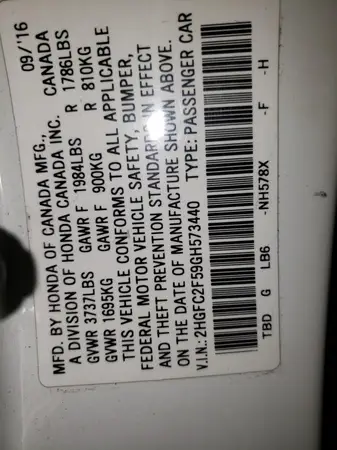 MFD. BY HONDA OF CANADA MFG., 09/'16
A DIVISION OF HONDA CANADA INC. CANADA
GVWR 3737LBS GAWR F 1984LBS R 1786LBS
GVWR 1695KG GAWR F 900KG R 810KG
THIS VEHICLE CONFORMS TO ALL APPLICABLE
FEDERAL MOTOR VEHICLE SAFETY, BUMPER,
AND THEFT PREVENTION STANDARDS IN EFFECT
ON THE DATE OF MANUFACTURE SHOWN ABOVE.
V.I.N.: 2HGFC2F59GH573440 TYPE: PASSENGER CAR
TBD G LB6 -NH578X -F -H